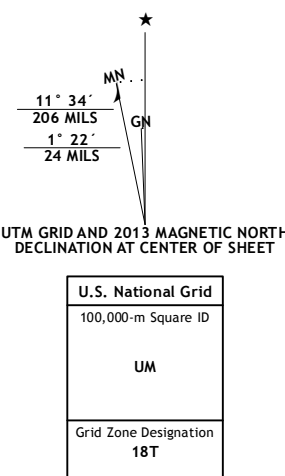 ★
MN
GN
11° 34´
206 MILS
1° 22´
24 MILS
UTM GRID AND 2013 MAGNETIC NORTH
DECLINATION AT CENTER OF SHEET
U.S. National Grid
100,000-m Square ID
UM
Grid Zone Designation
18T